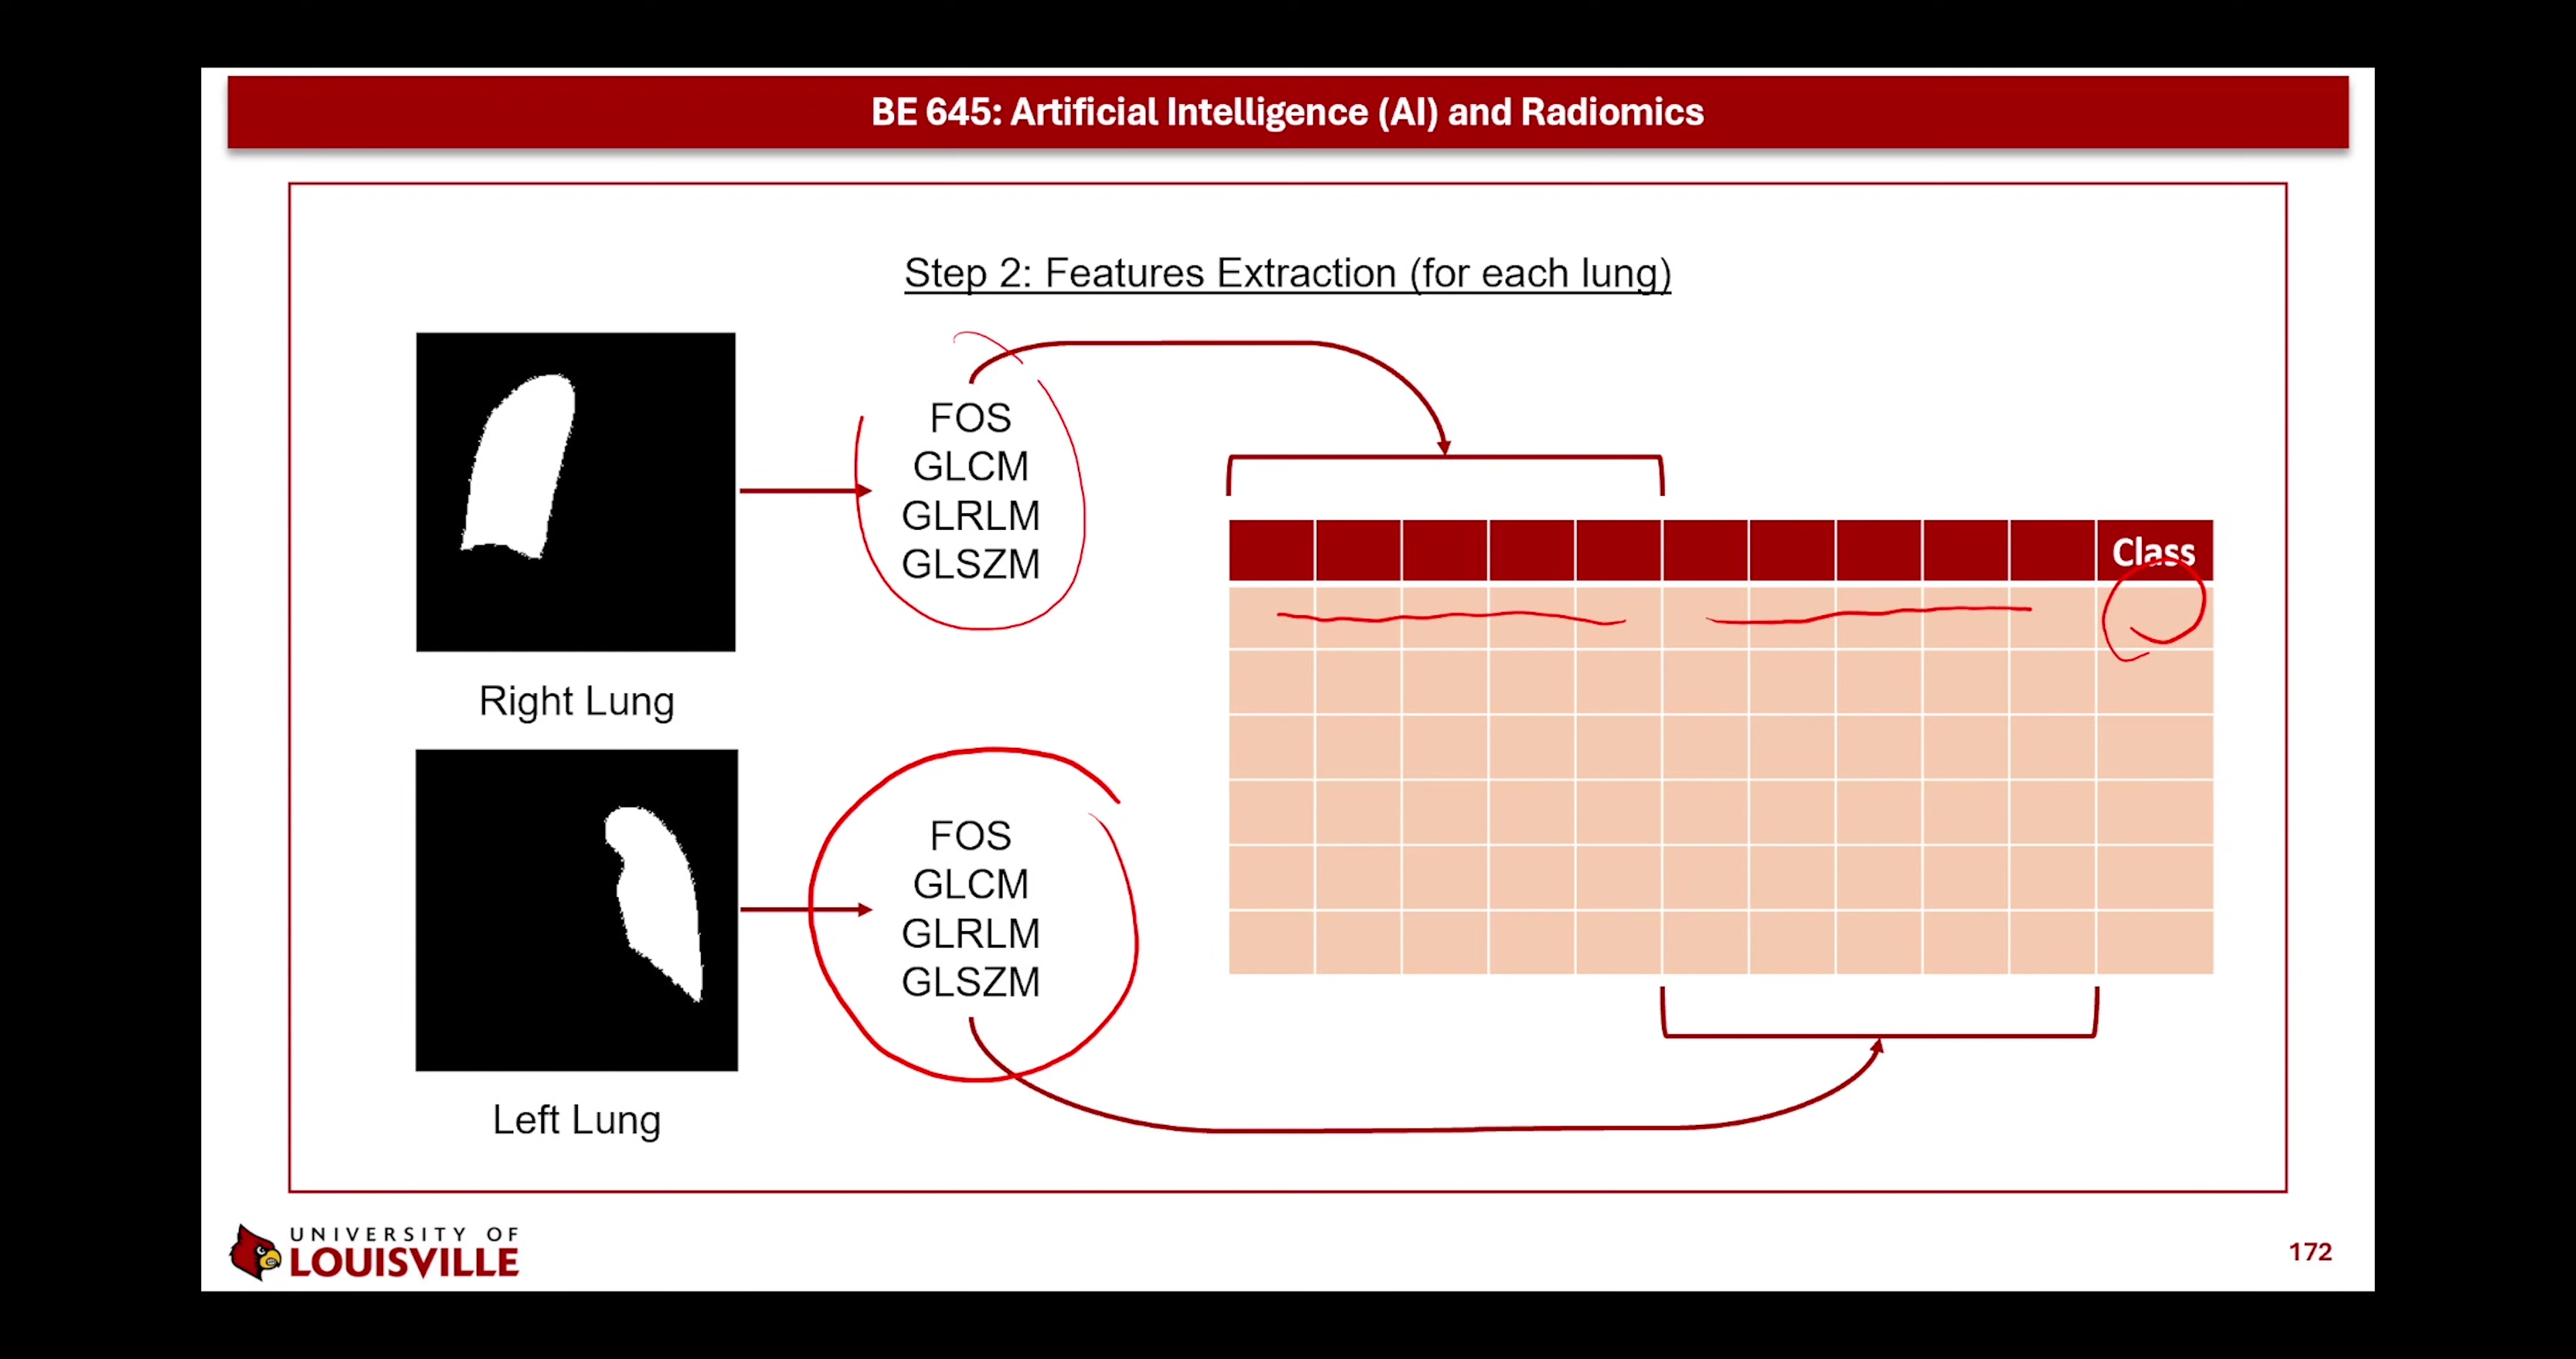 BE 645: Artificial Intelligence (AI) and Radiomics
Step 2: Features Extraction (for each lung)
FOS
GLCM
GLRLM
GLSZM
Right Lung
Class
FOS
GLCM
GLRLM
GLSZM
Left Lung
UNIVERSITY OF
LOUISVILLE
172